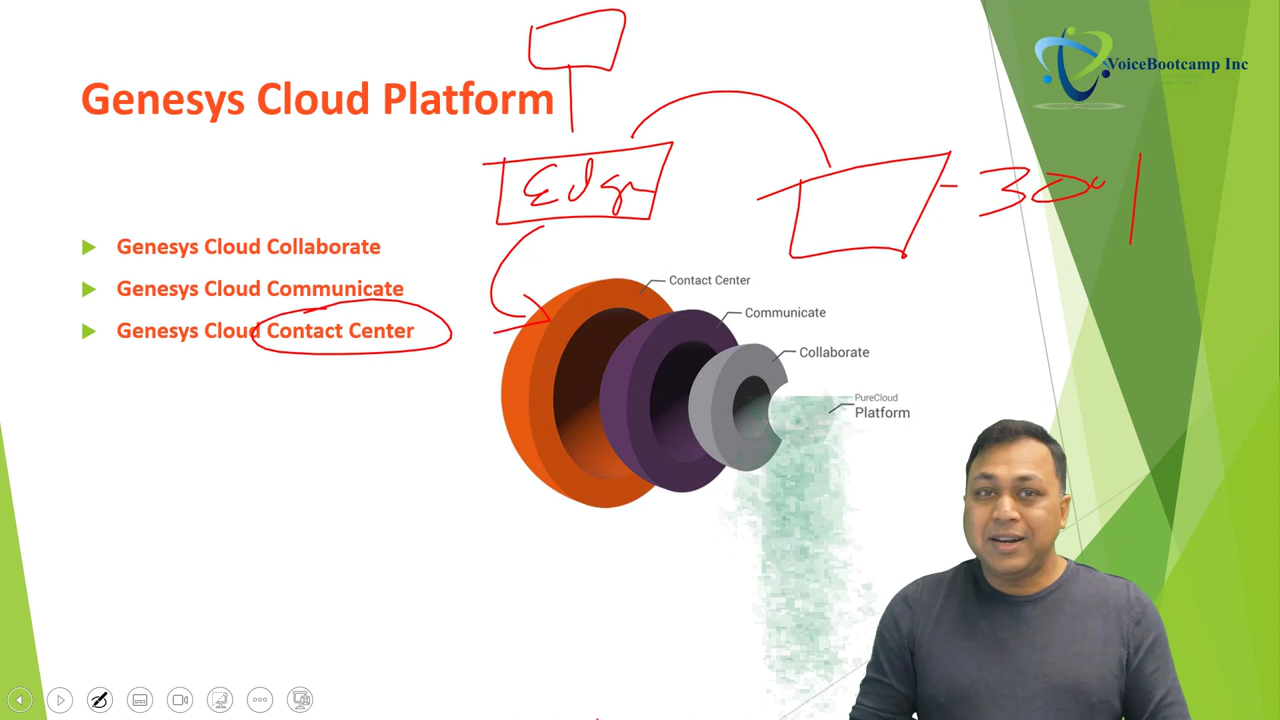 VoiceBootcamp Inc
Genesys Cloud Platform
Edge
Genesys Cloud Collaborate
Genesys Cloud Communicate
Genesys Cloud Contact Center
Contact Center
Communicate
Collaborate
PureCloud
Platform